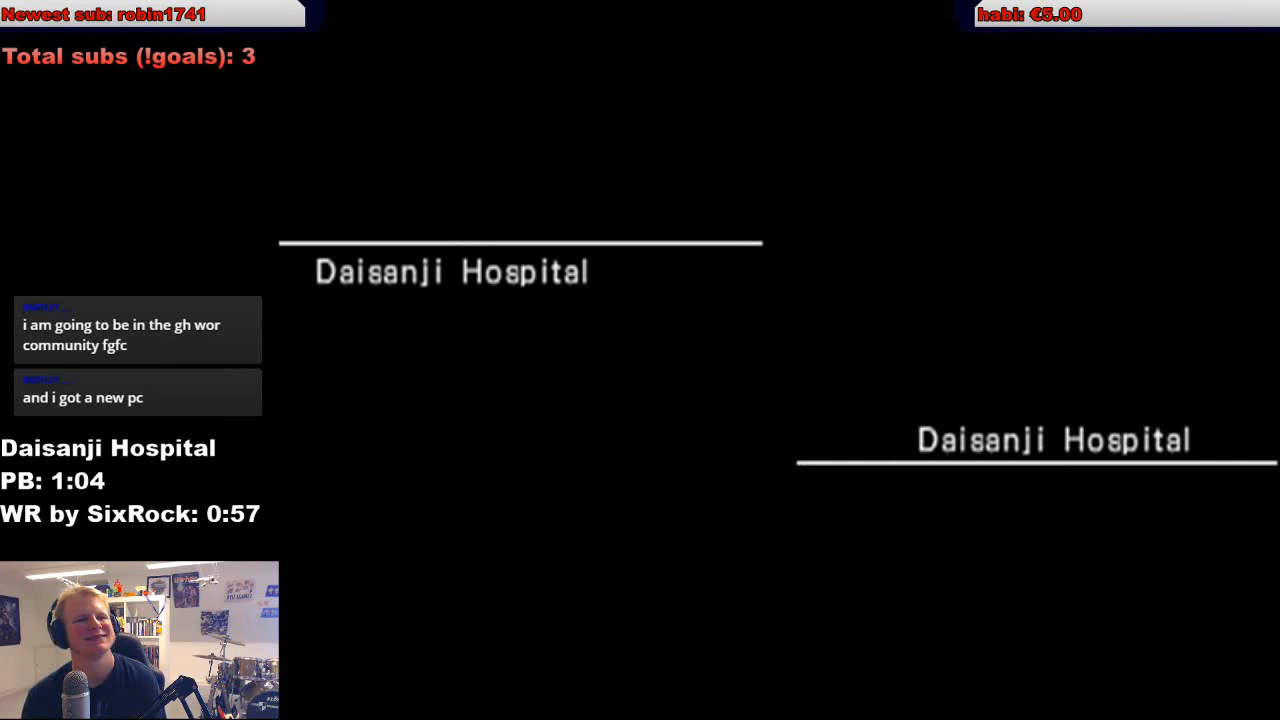 Newest sub: robin1741
habi: €5.00
Total subs (!goals): 3
Daisanji Hospital
i am going to be in the gh wor
community fgfc
and i got a new pc
Daisanji Hospital
Daisanji Hospital
PB: 1:04
WR by SixRock: 0:57